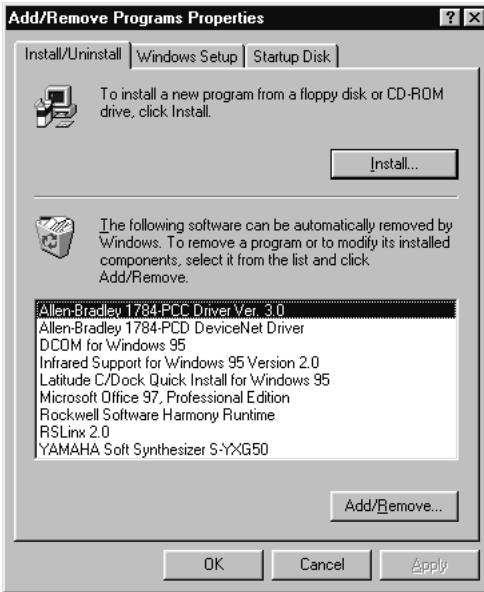 Add/Remove Programs Properties
Install/Uninstall
Windows Setup
Startup Disk
To install a new program from a floppy disk or CD-ROM
drive, click Install.
Install...
The following software can be automatically removed by
Windows. To remove a program or to modify its installed
components, select it from the list and click
Add/Remove.
Allen-Bradley 1784-PCC Driver Ver. 3.0
Allen-Bradley 1784-PCD DeviceNet Driver
DCOM for Windows 95
Infrared Support for Windows 95 Version 2.0
Latitude C/Dock Quick Install for Windows 95
Microsoft Office 97, Professional Edition
Rockwell Software Harmony Runtime
RSLinx 2.0
YAMAHA Soft Synthesizer S-YXG50
Add/Remove...
OK
Cancel
Apply